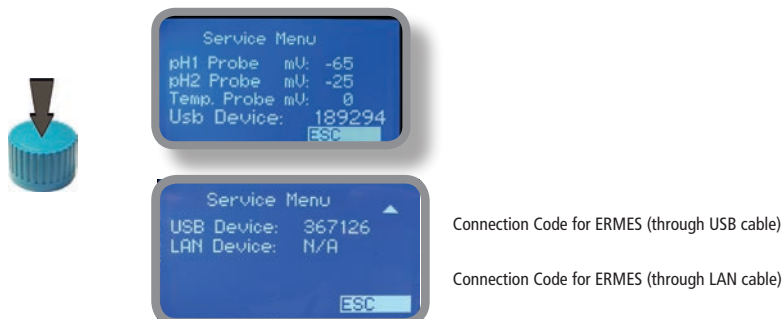 Service Menu
pH1 Probe mV: -65
pH2 Probe mV: -25
Temp. Probe mV: 0
Usb Device: 189294
ESC
Service Menu
USB Device: 367126
LAN Device: N/A
ESC
Connection Code for ERMES (through USB cable)
Connection Code for ERMES (through LAN cable)